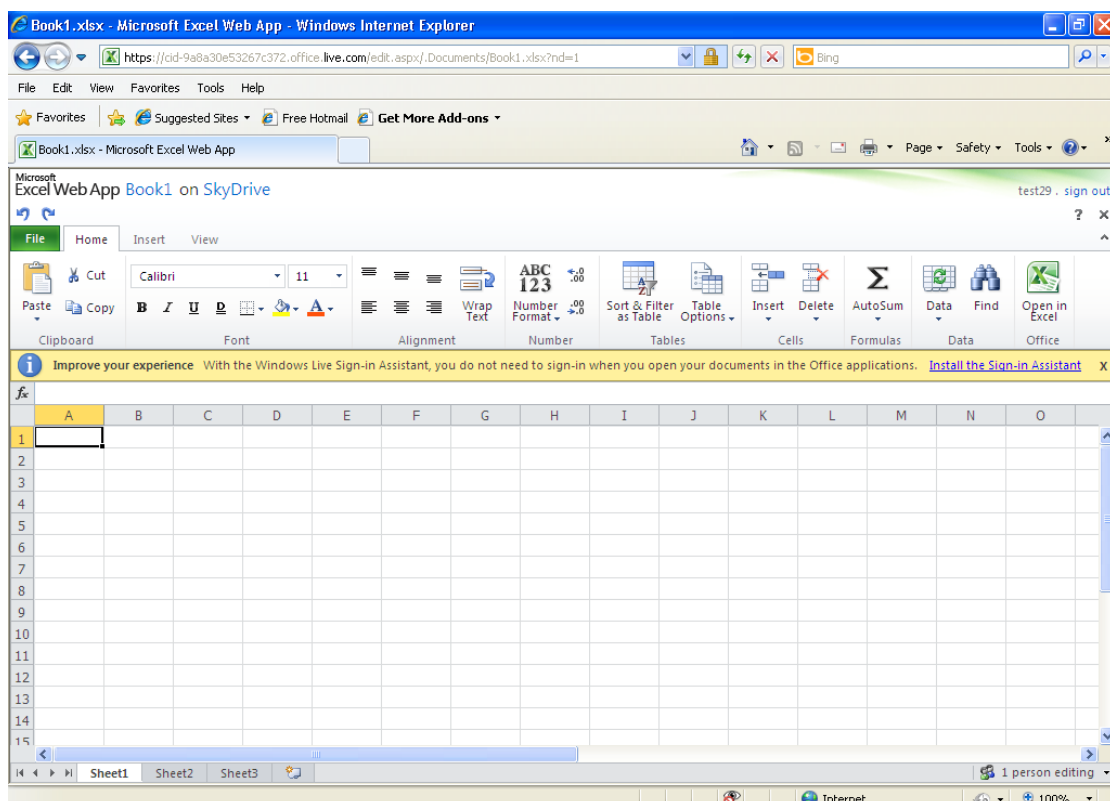 Book1.xlsx - Microsoft Excel Web App - Windows Internet Explorer
https://cid-9a8a30e53267c372.office.live.com/edit.aspx/.Documents/Book1.xlsx?nd=1
Bing
File Edit View Favorites Tools Help
Favorites Suggested Sites Free Hotmail Get More Add-ons
Book1.xlsx - Microsoft Excel Web App Page Safety Tools
Microsoft
Excel Web App Book1 on SkyDrive test29 . sign out
? x
File Home Insert View
Cut Calibri 11 ABC 123
Paste Copy B I U D A Wrap Text Number Format Sort & Filter as Table Table Options Insert Delete AutoSum Data Find Open in Excel
Clipboard Font Alignment Number Tables Cells Formulas Data Office
Improve your experience With the Windows Live Sign-in Assistant, you do not need to sign-in when you open your documents in the Office applications. Install the Sign-in Assistant x
fx
A B C D E F G H I J K L M N O
1
2
3
4
5
6
7
8
9
10
11
12
13
14
15
Sheet1 Sheet2 Sheet3 1 person editing
Internet 100%